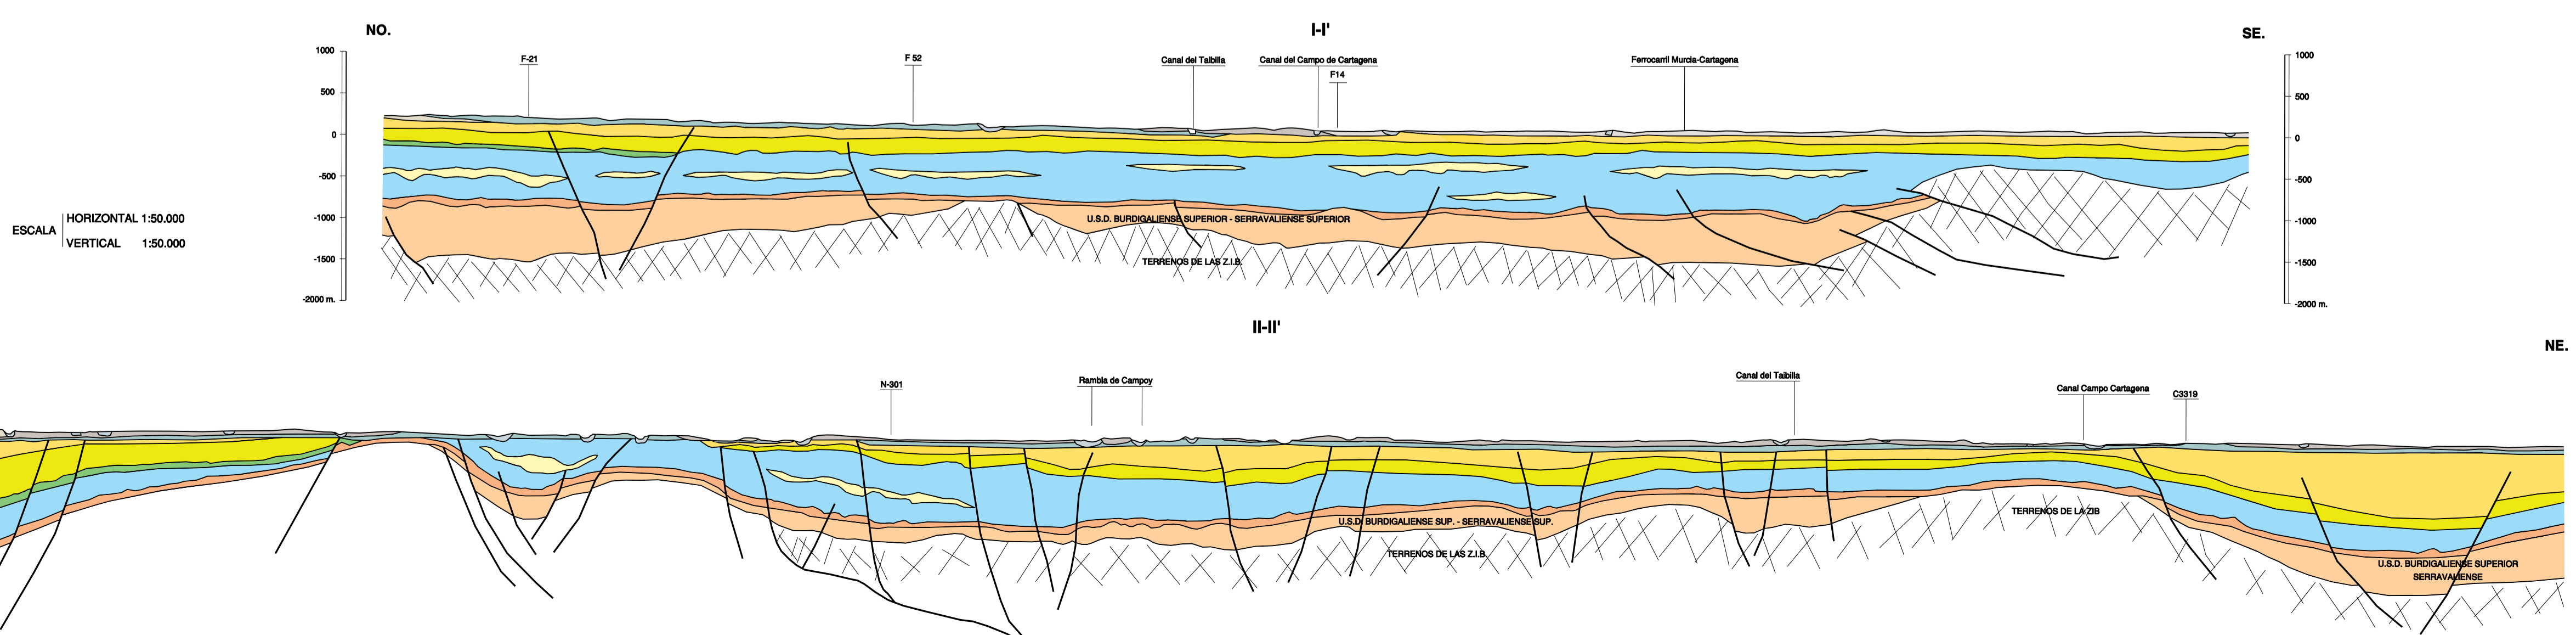 NO.
I-I'
SE.
F-21
F 52
Canal del Taibilla
Canal del Campo de Cartagena
F14
Ferrocarril Murcia-Cartagena
1000
500
0
-500
-1000
-1500
-2000 m.
1000
500
0
-500
-1000
-1500
-2000 m.
ESCALA
HORIZONTAL 1:50.000
VERTICAL 1:50.000
U.S.D. BURDIGALIENSE SUPERIOR - SERRAVALIENSE SUPERIOR
TERRENOS DE LAS Z.I.B.
II-II'
NE.
N-301
Rambla de Campoy
Canal del Taibilla
Canal Campo Cartagena
C3319
U.S.D. BURDIGALIENSE SUP. - SERRAVALIENSE SUP.
TERRENOS DE LAS Z.I.B.
TERRENOS DE LA ZIB
U.S.D. BURDIGALIENSE SUPERIOR
SERRAVALIENSE